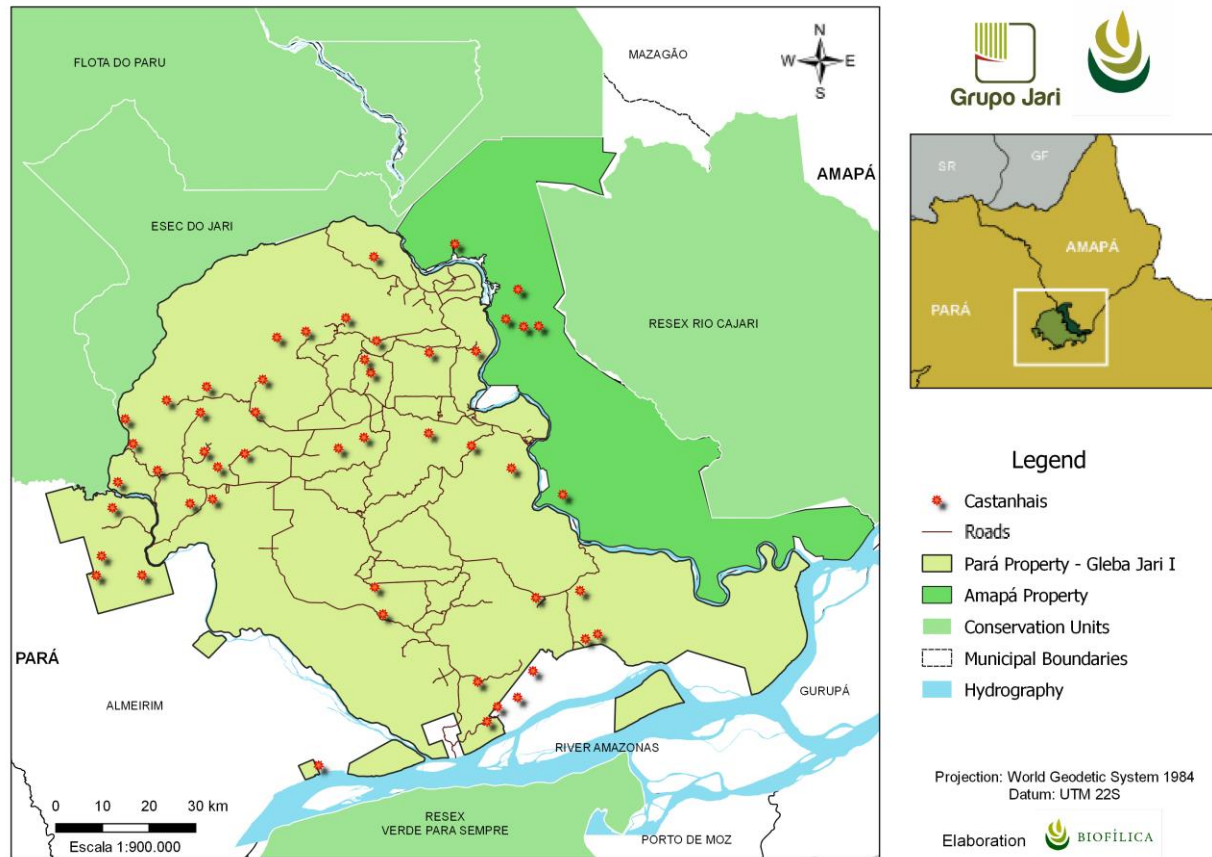 FLOTA DO PARU
MAZAGÃO
N
W E
S
AMAPÁ
ESEC DO JARI
RESEX RIO CAJARI
PARÁ
ALMEIRIM
GURUPÁ
RIVER AMAZONAS
0 10 20 30 km
Escala 1:900.000
RESEX
VERDE PARA SEMPRE
PORTO DE MOZ
Grupo Jari
SR
GF
AMAPÁ
PARÁ
Legend
Castanhais
Roads
Pará Property - Gleba Jari I
Amapá Property
Conservation Units
Municipal Boundaries
Hydrography
Projection: World Geodetic System 1984
Datum: UTM 22S
Elaboration BIOFÍLICA